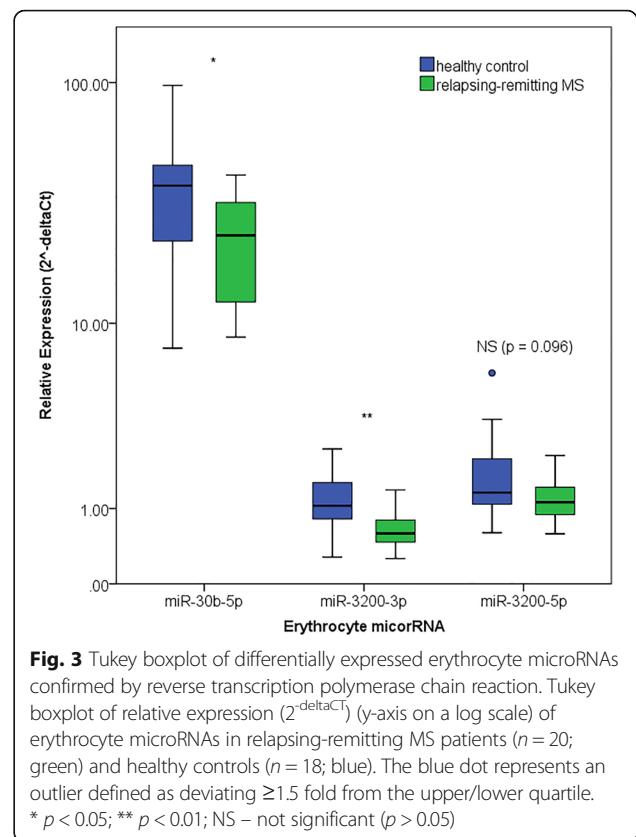 healthy control
relapsing-remitting MS
*
100.00
10.00
1.00
.00
Relative Expression (2^-deltaCt)
NS (p = 0.096)
**
miR-30b-5p miR-3200-3p miR-3200-5p
Erythrocyte micorRNA
Fig. 3 Tukey boxplot of differentially expressed erythrocyte microRNAs
confirmed by reverse transcription polymerase chain reaction. Tukey
boxplot of relative expression (2^-deltaCT) (y-axis on a log scale) of
erythrocyte microRNAs in relapsing-remitting MS patients (n = 20;
green) and healthy controls (n = 18; blue). The blue dot represents an
outlier defined as deviating ≥1.5 fold from the upper/lower quartile.
* p < 0.05; ** p < 0.01; NS – not significant (p > 0.05)